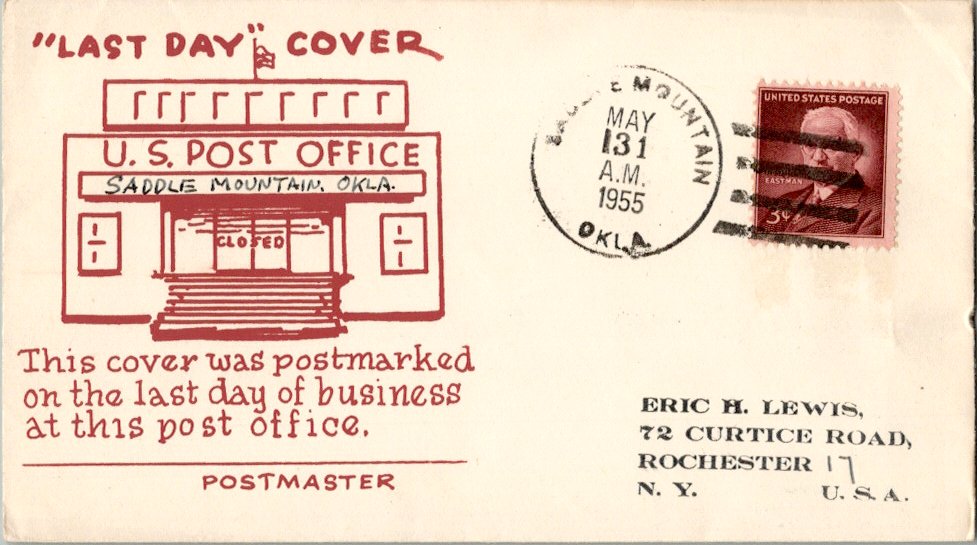 "LAST DAY" COVER
U. S. POST OFFICE
SADDLE MOUNTAIN, OKLA.
CLOSED
This cover was postmarked
on the last day of business
at this post office.
POSTMASTER
SADDLE MOUNTAIN
MAY
31
A.M.
1955
OKLA.
UNITED STATES POSTAGE
EASTMAN
3¢
ERIC H. LEWIS,
72 CURTICE ROAD,
ROCHESTER 17
N. Y. U. S. A.